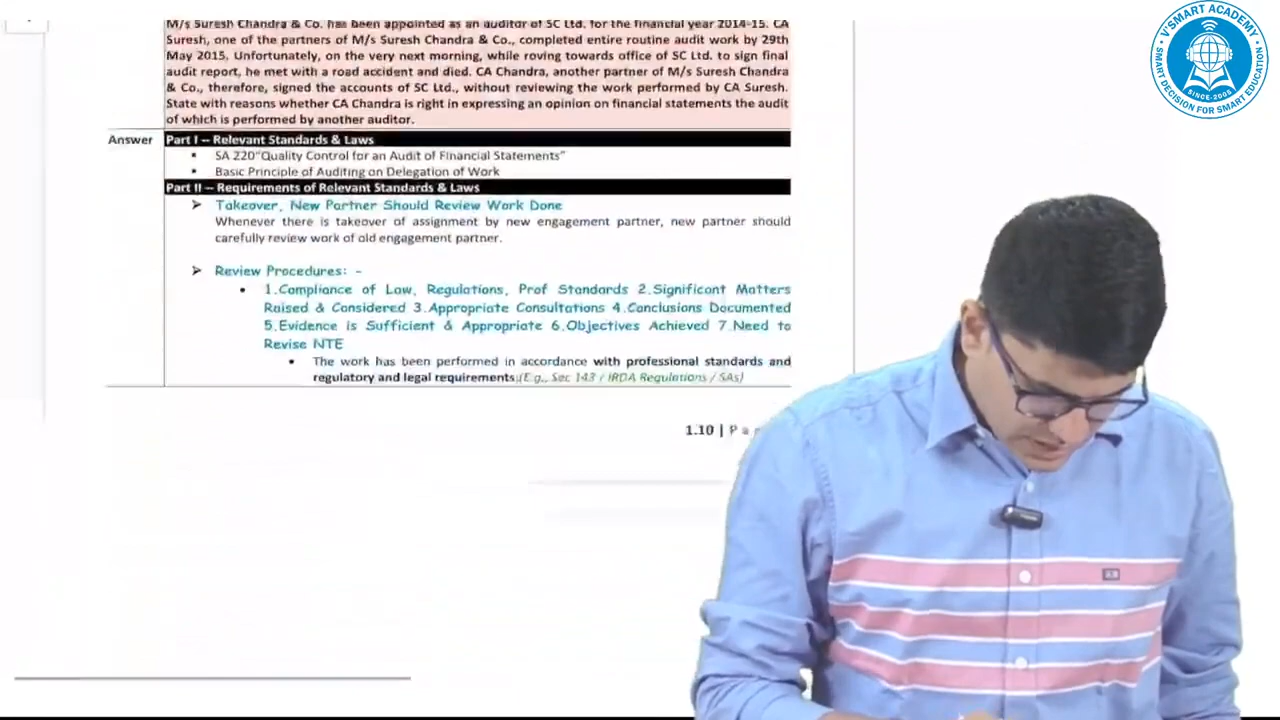 M/s Suresh Chandra & Co. has been appointed as an auditor of SC Ltd. for the financial year 2014-15. CA
Suresh, one of the partners of M/s Suresh Chandra & Co., completed entire routine audit work by 29th
May 2015. Unfortunately, on the very next morning, while roving towards office of SC Ltd. to sign final
audit report, he met with a road accident and died. CA Chandra, another partner of M/s Suresh Chandra
& Co., therefore, signed the accounts of SC Ltd., without reviewing the work performed by CA Suresh.
State with reasons whether CA Chandra is right in expressing an opinion on financial statements the audit
of which is performed by another auditor.
Answer
Part I – Relevant Standards & Laws
▪ SA 220"Quality Control for an Audit of Financial Statements"
▪ Basic Principle of Auditing on Delegation of Work
Part II – Requirements of Relevant Standards & Laws
➢ Takeover, New Partner Should Review Work Done
Whenever there is takeover of assignment by new engagement partner, new partner should
carefully review work of old engagement partner.
➢ Review Procedures: -
• 1.Compliance of Law, Regulations, Prof Standards 2.Significant Matters
Raised & Considered 3.Appropriate Consultations 4.Conclusions Documented
5.Evidence is Sufficient & Appropriate 6.Objectives Achieved 7.Need to
Revise NTE
▪ The work has been performed in accordance with professional standards and
regulatory and legal requirements;(E.g., Sec 143 / IRDA Regulations / SAs)
1.10 | P a
V'SMART ACADEMY
SMART DECISION FOR SMART EDUCATION
SINCE-2005